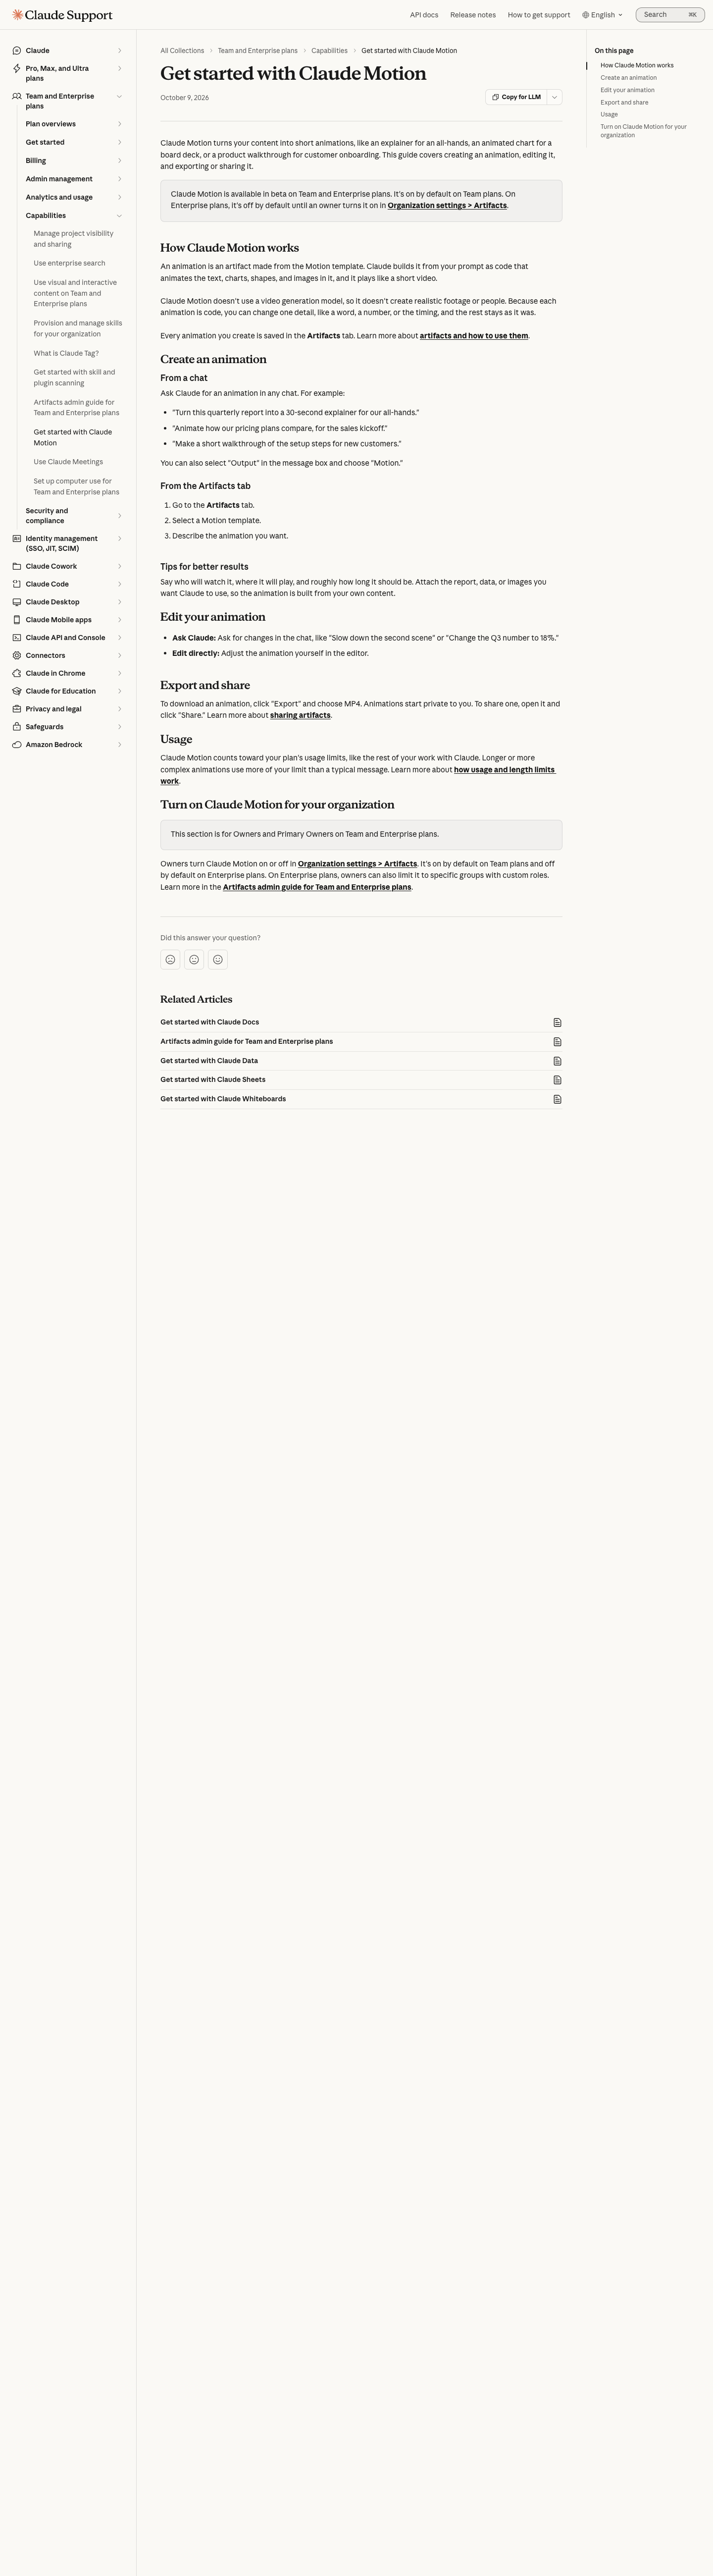 Claude Support
API docs
Release notes
How to get support
English
Search ⌘K
Claude
Pro, Max, and Ultra
plans
Team and Enterprise
plans
Plan overviews
Get started
Billing
Admin management
Analytics and usage
Capabilities
Manage project visibility
and sharing
Use enterprise search
Use visual and interactive
content on Team and
Enterprise plans
Provision and manage skills
for your organization
What is Claude Tag?
Get started with skill and
plugin scanning
Artifacts admin guide for
Team and Enterprise plans
Get started with Claude
Motion
Use Claude Meetings
Set up computer use for
Team and Enterprise plans
Security and
compliance
Identity management
(SSO, JIT, SCIM)
Claude Cowork
Claude Code
Claude Desktop
Claude Mobile apps
Claude API and Console
Connectors
Claude in Chrome
Claude for Education
Privacy and legal
Safeguards
Amazon Bedrock
All Collections > Team and Enterprise plans > Capabilities > Get started with Claude Motion
Get started with Claude Motion
October 9, 2026
Copy for LLM
Claude Motion turns your content into short animations, like an explainer for an all-hands, an animated chart for a
board deck, or a product walkthrough for customer onboarding. This guide covers creating an animation, editing it,
and exporting or sharing it.
Claude Motion is available in beta on Team and Enterprise plans. It's on by default on Team plans. On
Enterprise plans, it's off by default until an owner turns it on in Organization settings > Artifacts.
How Claude Motion works
An animation is an artifact made from the Motion template. Claude builds it from your prompt as code that
animates the text, charts, shapes, and images in it, and it plays like a short video.
Claude Motion doesn't use a video generation model, so it doesn't create realistic footage or people. Because each
animation is code, you can change one detail, like a word, a number, or the timing, and the rest stays as it was.
Every animation you create is saved in the Artifacts tab. Learn more about artifacts and how to use them.
Create an animation
From a chat
Ask Claude for an animation in any chat. For example:
• "Turn this quarterly report into a 30-second explainer for our all-hands."
• "Animate how our pricing plans compare, for the sales kickoff."
• "Make a short walkthrough of the setup steps for new customers."
You can also select "Output" in the message box and choose "Motion."
From the Artifacts tab
1. Go to the Artifacts tab.
2. Select a Motion template.
3. Describe the animation you want.
Tips for better results
Say who will watch it, where it will play, and roughly how long it should be. Attach the report, data, or images you
want Claude to use, so the animation is built from your own content.
Edit your animation
• Ask Claude: Ask for changes in the chat, like "Slow down the second scene" or "Change the Q3 number to 18%."
• Edit directly: Adjust the animation yourself in the editor.
Export and share
To download an animation, click "Export" and choose MP4. Animations start private to you. To share one, open it and
click "Share." Learn more about sharing artifacts.
Usage
Claude Motion counts toward your plan's usage limits, like the rest of your work with Claude. Longer or more
complex animations use more of your limit than a typical message. Learn more about how usage and length limits
work.
Turn on Claude Motion for your organization
This section is for Owners and Primary Owners on Team and Enterprise plans.
Owners turn Claude Motion on or off in Organization settings > Artifacts. It's on by default on Team plans and off
by default on Enterprise plans. On Enterprise plans, owners can also limit it to specific groups with custom roles.
Learn more in the Artifacts admin guide for Team and Enterprise plans.
Did this answer your question?
Related Articles
Get started with Claude Docs
Artifacts admin guide for Team and Enterprise plans
Get started with Claude Data
Get started with Claude Sheets
Get started with Claude Whiteboards
On this page
How Claude Motion works
Create an animation
Edit your animation
Export and share
Usage
Turn on Claude Motion for your
organization